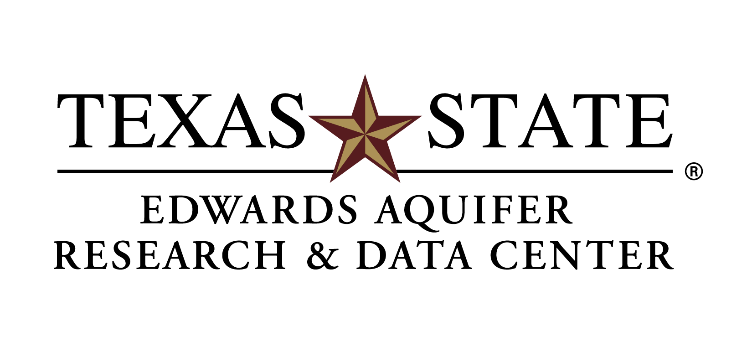 TEXAS STATE
®
EDWARDS AQUIFER
RESEARCH & DATA CENTER